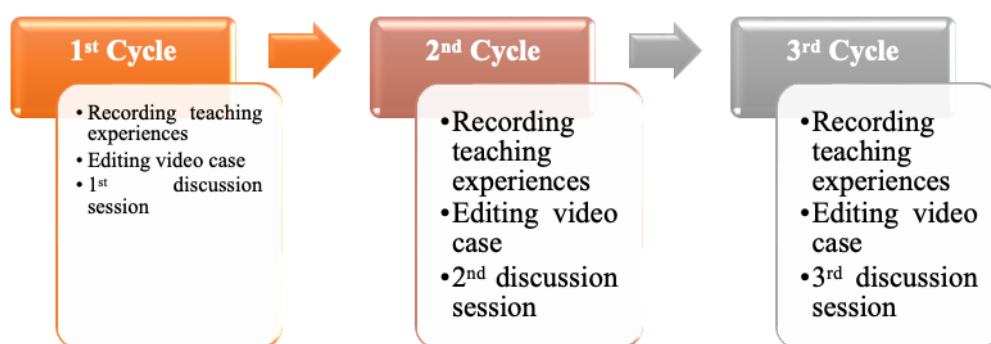 1st Cycle
• Recording teaching
experiences
• Editing video case
• 1st discussion
session
2nd Cycle
•Recording
teaching
experiences
•Editing video
case
•2nd discussion
session
3rd Cycle
•Recording
teaching
experiences
•Editing video
case
•3rd discussion
session